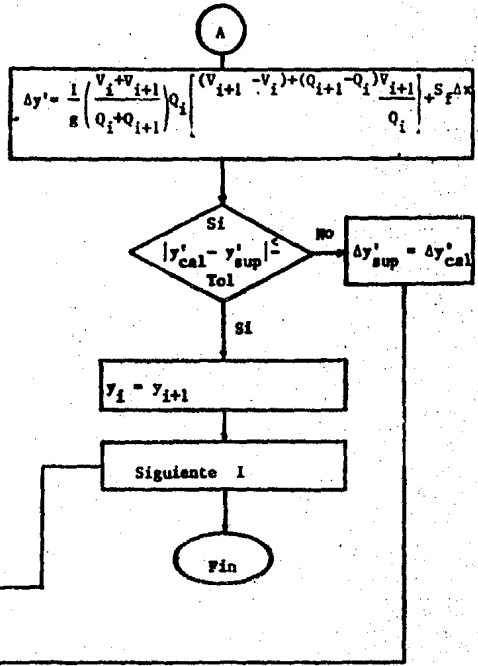 A
Δy'= 1/g ( (V_i+V_{i+1})/(Q_i+Q_{i+1}) ) Q_i [ (V_{i+1} -V_i)+(Q_{i+1}-Q_i)V_{i+1}/Q_i ] +S_f Δx
Si
|y'_cal - y'_sup| ≤
Tol
No
Δy'_sup = Δy'_cal
Si
y_i = y_{i+1}
Siguiente I
Fin